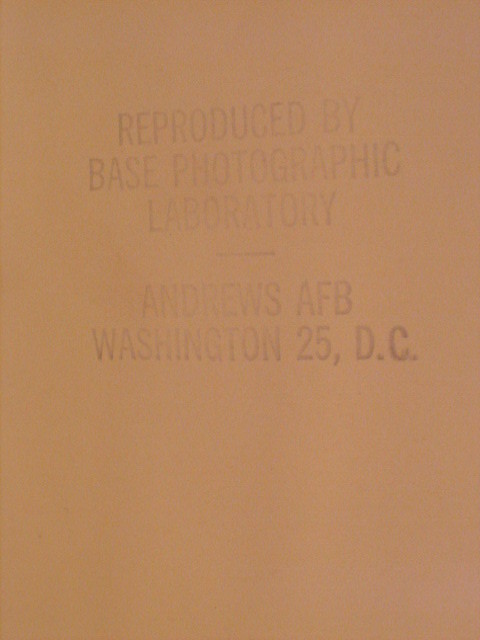 REPRODUCED BY
BASE PHOTOGRAPHIC
LABORATORY
ANDREWS AFB
WASHINGTON 25, D.C.